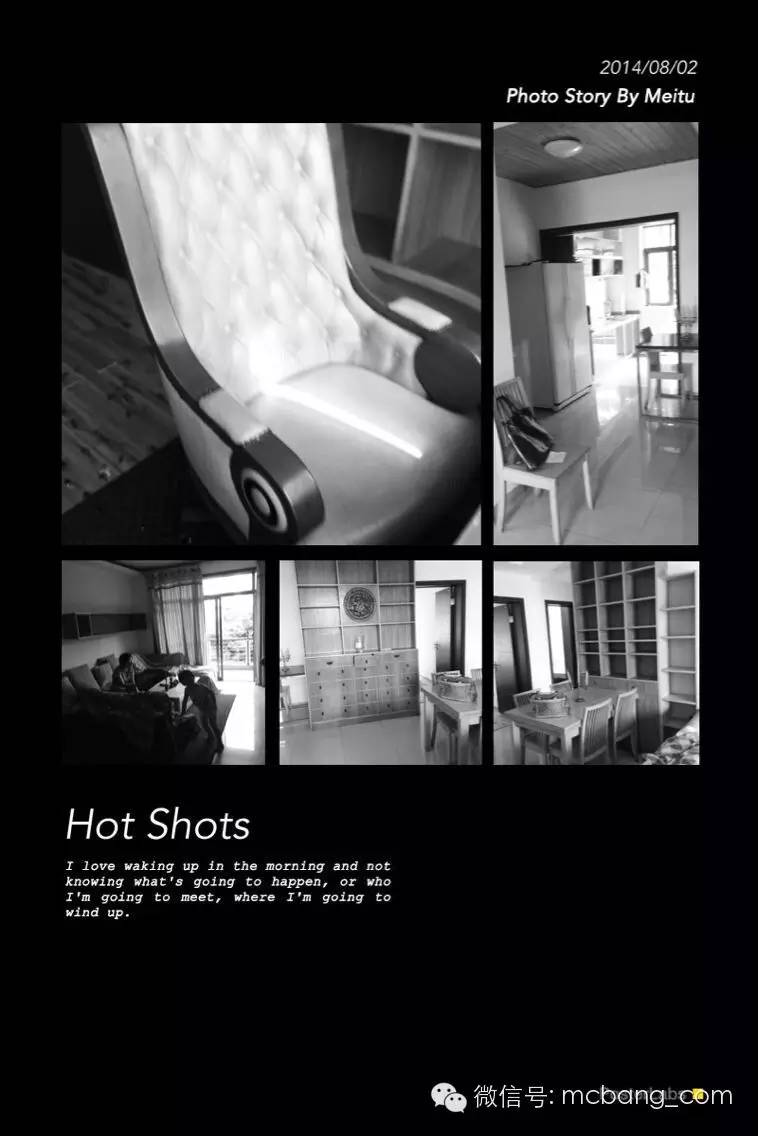 2014/08/02
Photo Story By Meitu
Hot Shots
I love waking up in the morning and not
knowing what's going to happen, or who
I'm going to meet, where I'm going to
wind up.
微信号: mcbang_com